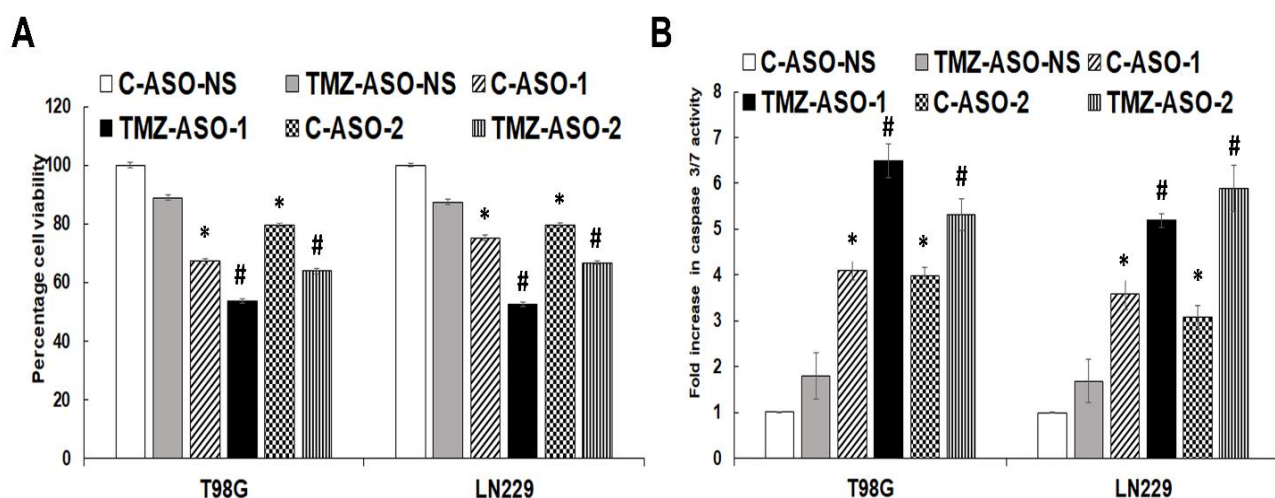 A
C-ASO-NS TMZ-ASO-NS C-ASO-1
TMZ-ASO-1 C-ASO-2 TMZ-ASO-2
Percentage cell viability
120
100
80
60
40
20
0
* # * #
* # * #
T98G LN229
B
C-ASO-NS TMZ-ASO-NS C-ASO-1
TMZ-ASO-1 C-ASO-2 TMZ-ASO-2
Fold increase in caspase 3/7 activity
8
7
6
5
4
3
2
1
0
* # * #
* # * #
T98G LN229